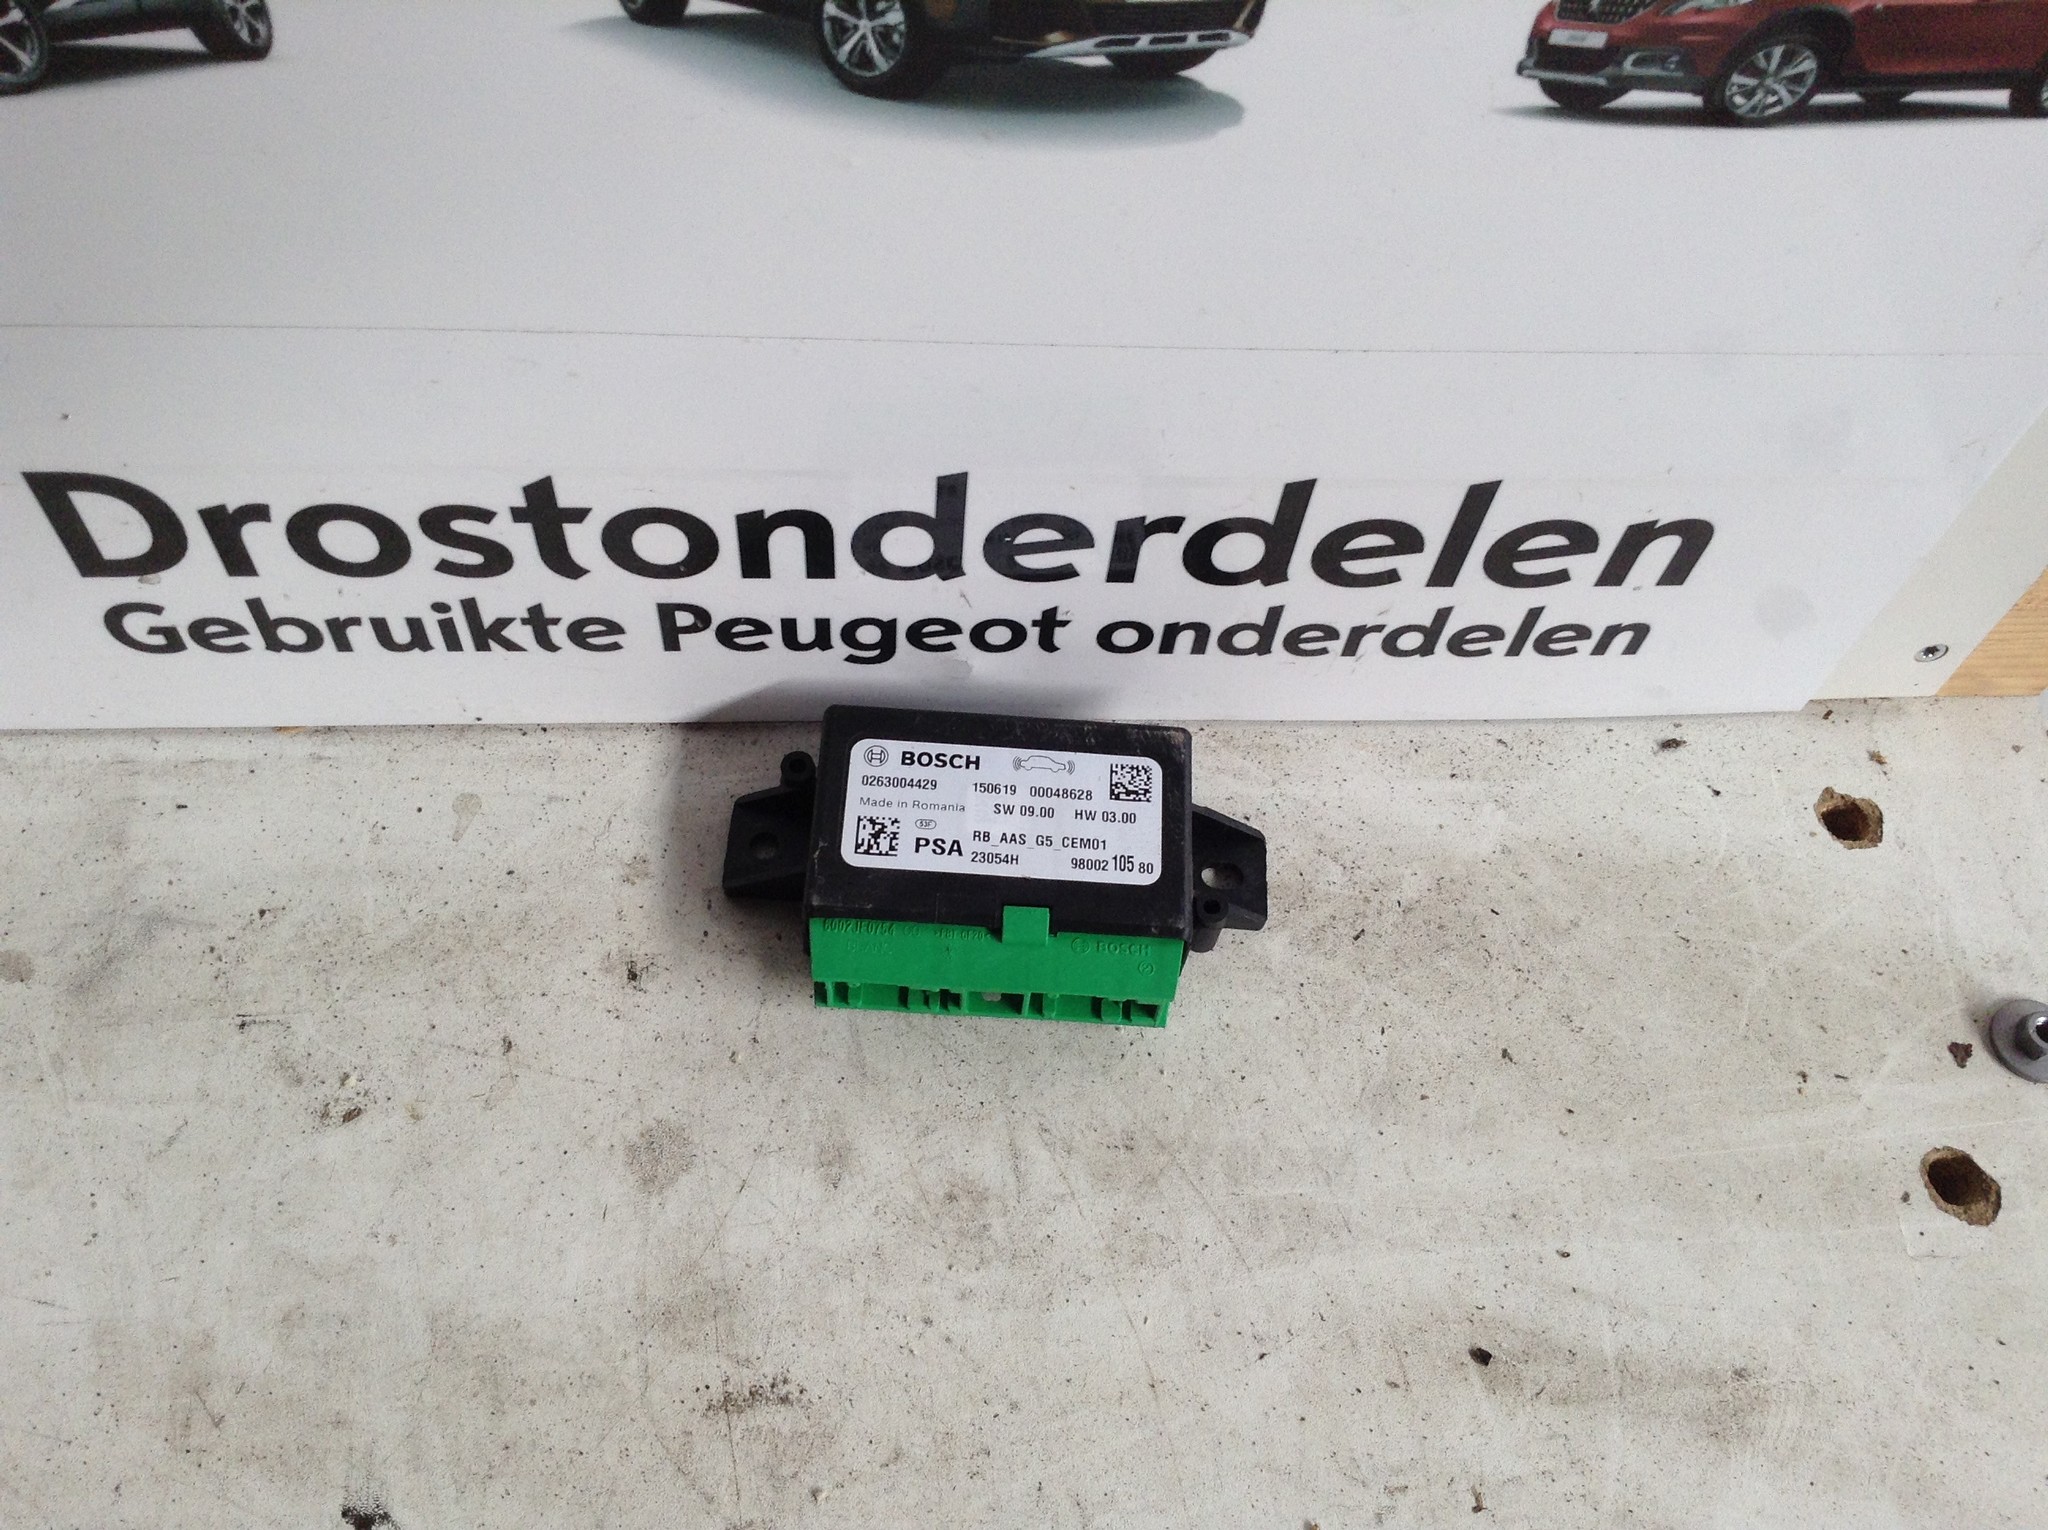 Drostonderdelen
Gebruikte Peugeot onderdelen
BOSCH
0263004429 150619 00048628
Made in Romania SW 09.00 HW 03.00
53F
PSA RB_AAS_G5_CEM01
23054H 98002 105 80
BOSCH